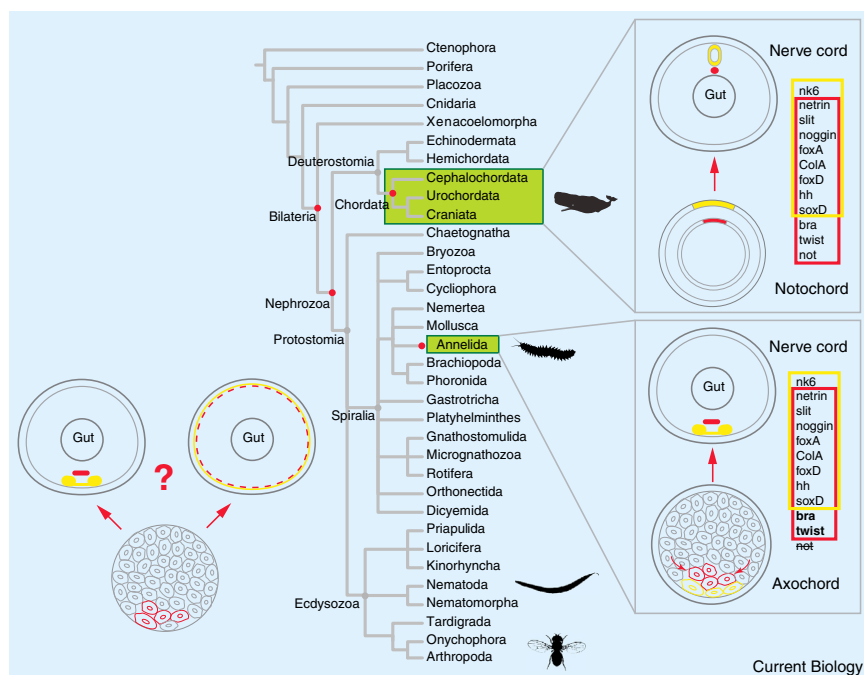 Ctenophora
Porifera
Placozoa
Cnidaria
Xenacoelomorpha
Echinodermata
Deuterostomia
Hemichordata
Cephalochordata
Chordata
Urochordata
Bilateria
Craniata
Chaetognatha
Bryozoa
Entoprocta
Cycliophora
Nephrozoa
Nemertea
Mollusca
Protostomia
Annelida
Brachiopoda
Phoronida
Gastrotricha
Spiralia
Platyhelminthes
Gnathostomulida
Micrognathozoa
Rotifera
Orthonectida
Dicyemida
Priapulida
Loricifera
Kinorhyncha
Nematoda
Ecdysozoa
Nematomorpha
Tardigrada
Onychophora
Arthropoda
Gut
?
Gut
Nerve cord
Gut
nk6
netrin
slit
noggin
foxA
ColA
foxD
hh
soxD
bra
twist
not
Notochord
Nerve cord
Gut
nk6
netrin
slit
noggin
foxA
ColA
foxD
hh
soxD
bra
twist
not
Axochord
Current Biology